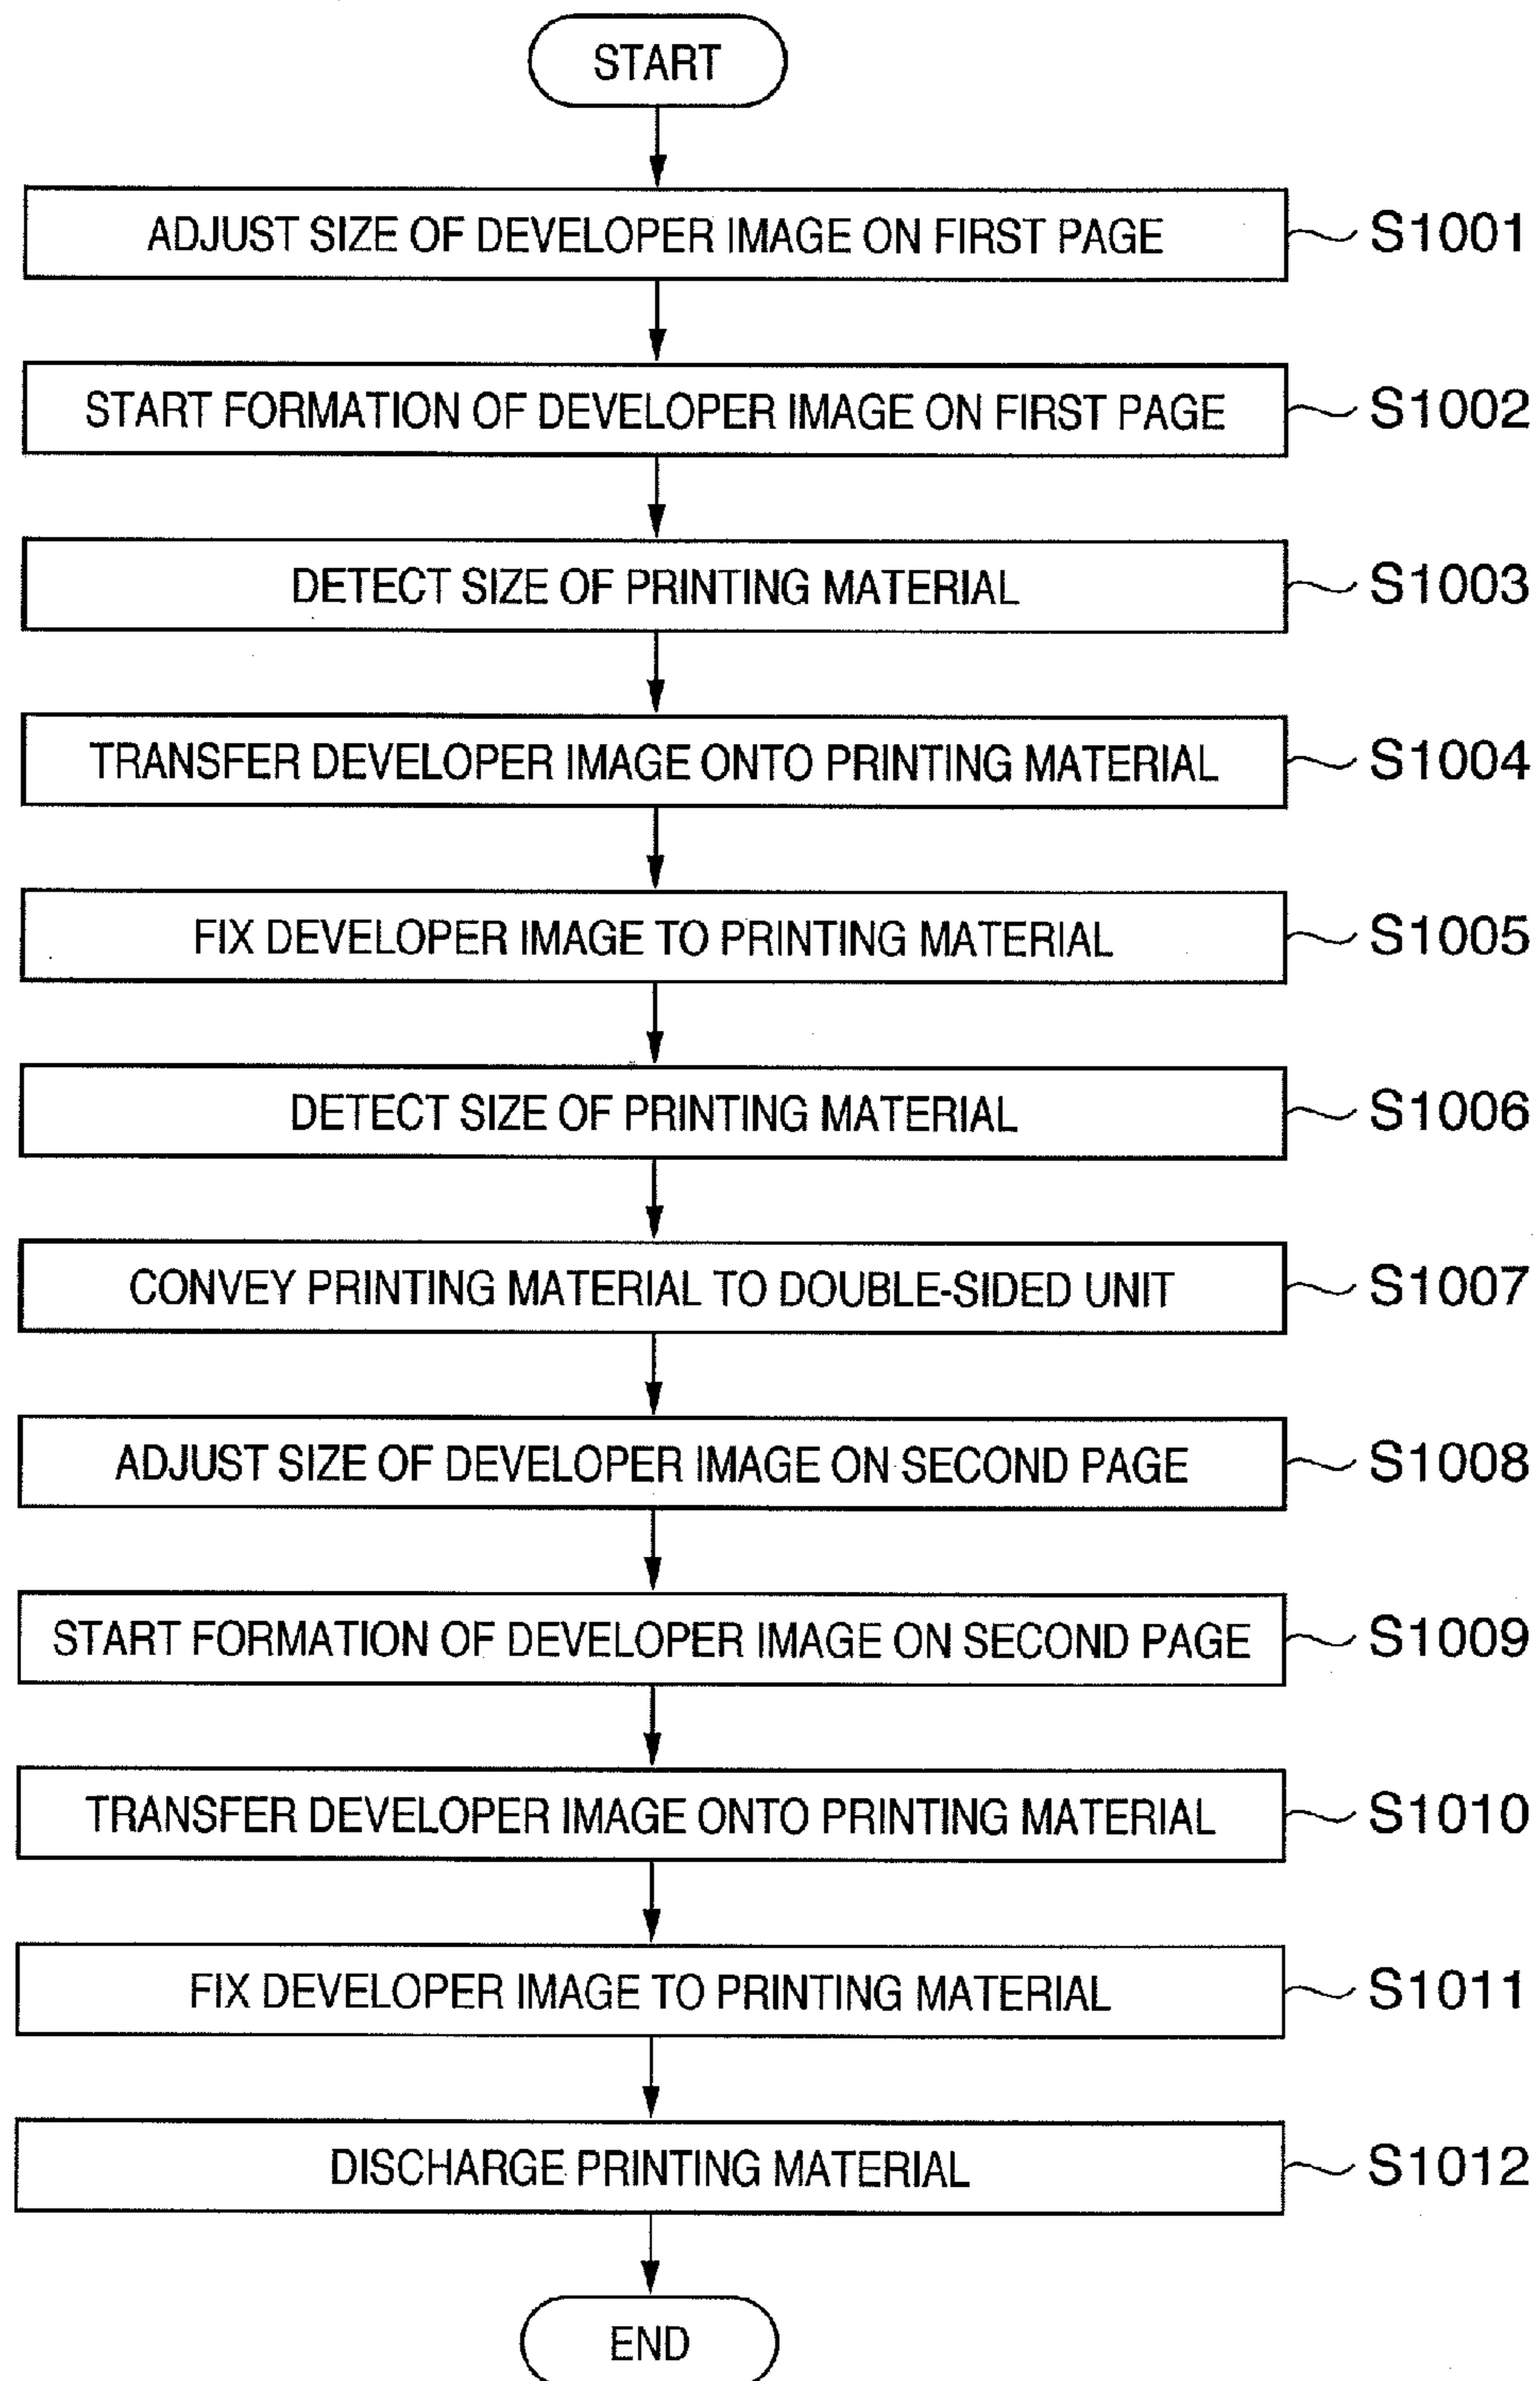 START
ADJUST SIZE OF DEVELOPER IMAGE ON FIRST PAGE S1001
START FORMATION OF DEVELOPER IMAGE ON FIRST PAGE S1002
DETECT SIZE OF PRINTING MATERIAL S1003
TRANSFER DEVELOPER IMAGE ONTO PRINTING MATERIAL S1004
FIX DEVELOPER IMAGE TO PRINTING MATERIAL S1005
DETECT SIZE OF PRINTING MATERIAL S1006
CONVEY PRINTING MATERIAL TO DOUBLE-SIDED UNIT S1007
ADJUST SIZE OF DEVELOPER IMAGE ON SECOND PAGE S1008
START FORMATION OF DEVELOPER IMAGE ON SECOND PAGE S1009
TRANSFER DEVELOPER IMAGE ONTO PRINTING MATERIAL S1010
FIX DEVELOPER IMAGE TO PRINTING MATERIAL S1011
DISCHARGE PRINTING MATERIAL S1012
END